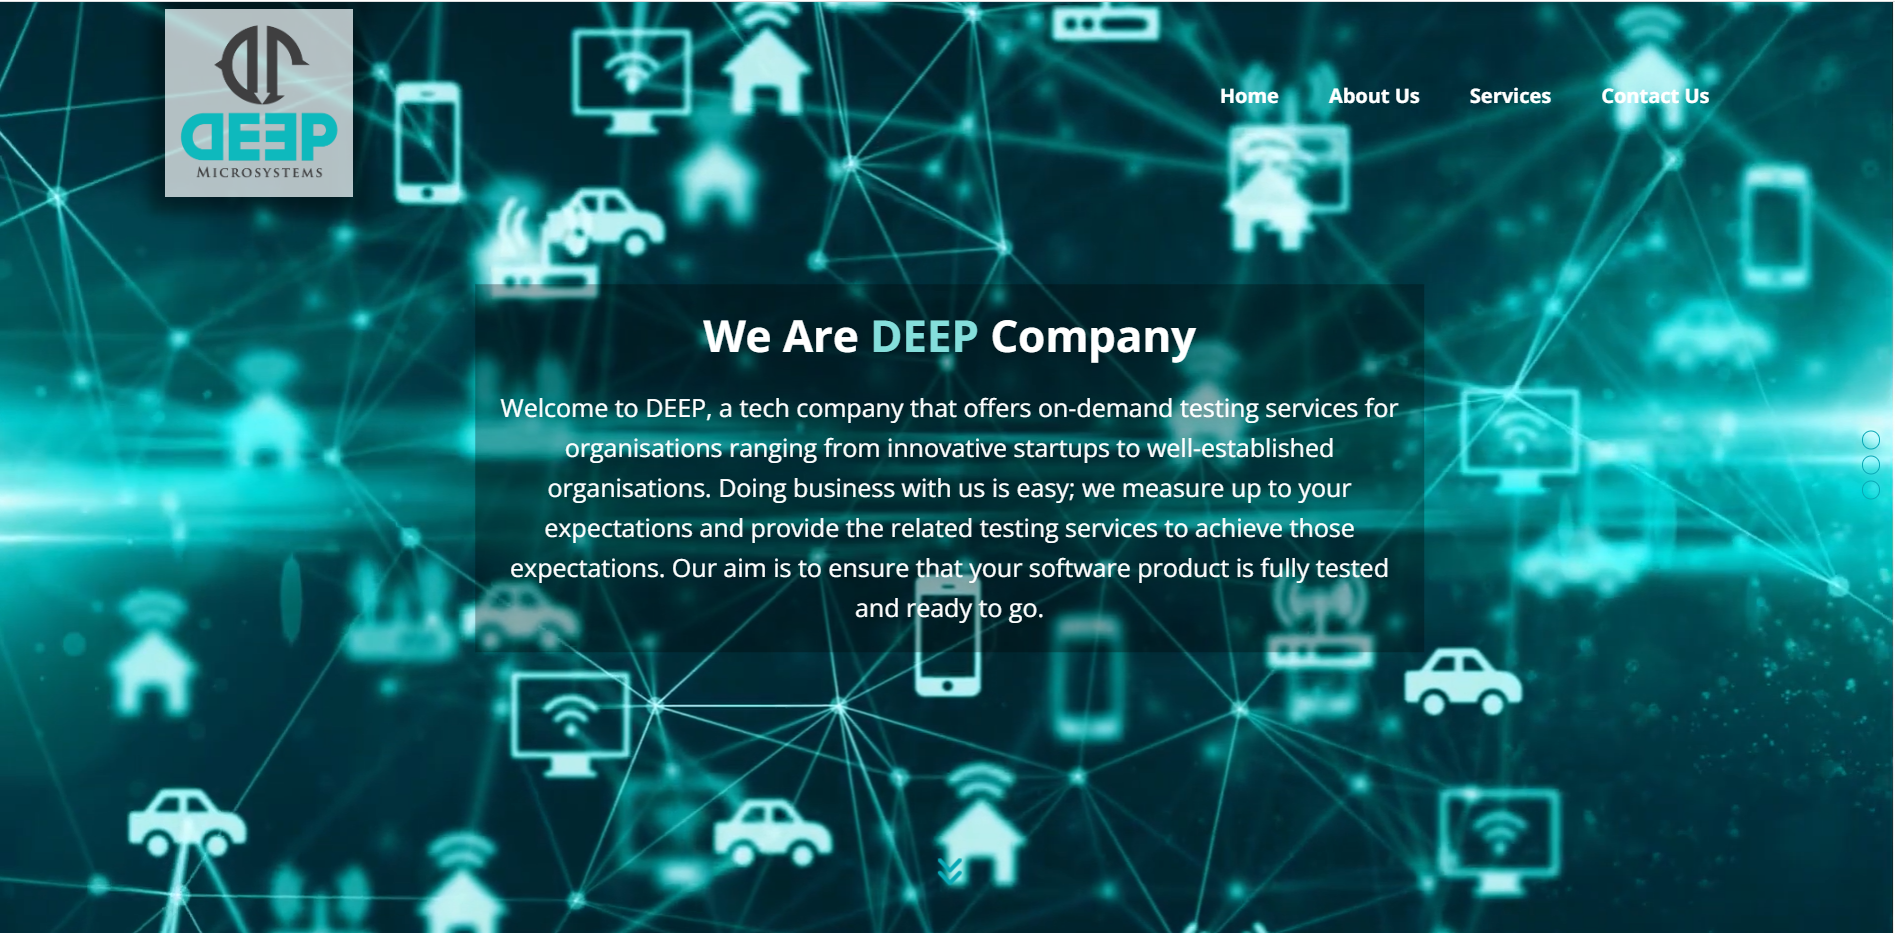 DEEP
MICROSYSTEMS
Home About Us Services Contact Us
We Are DEEP Company
Welcome to DEEP, a tech company that offers on-demand testing services for
organisations ranging from innovative startups to well-established
organisations. Doing business with us is easy; we measure up to your
expectations and provide the related testing services to achieve those
expectations. Our aim is to ensure that your software product is fully tested
and ready to go.